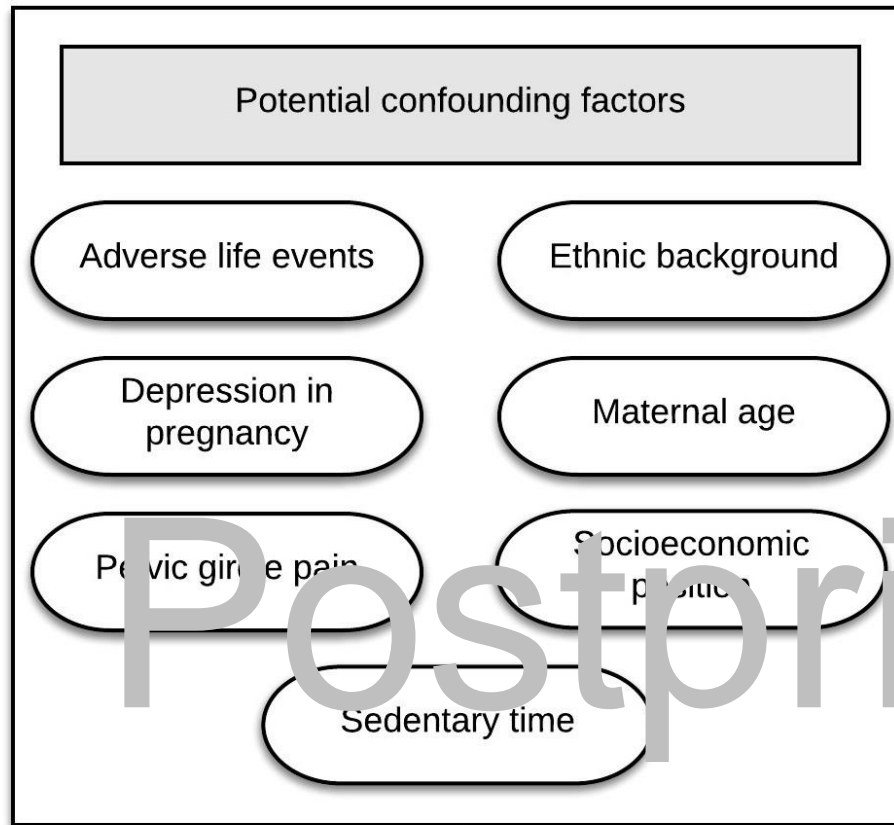 Potential confounding factors
Adverse life events
Ethnic background
Depression in
pregnancy
Maternal age
Pelvic girdle pain
Socioeconomic
position
Sedentary time